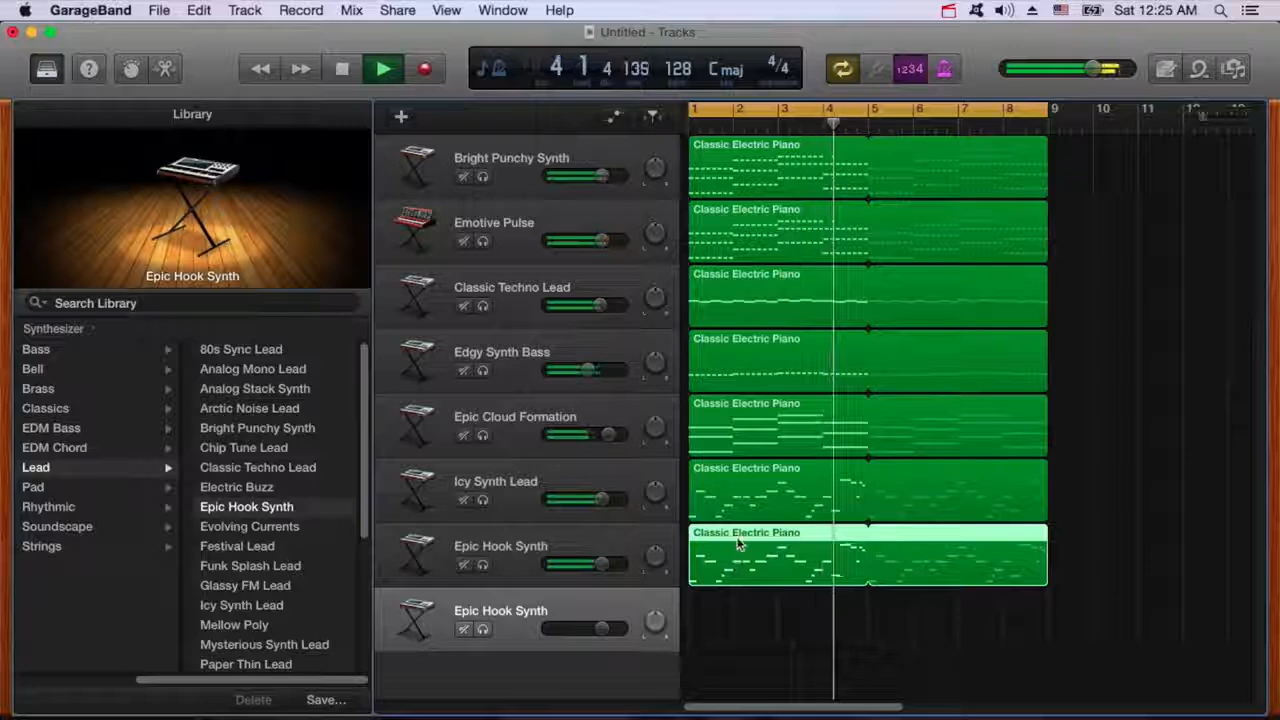 GarageBand File Edit Track Record Mix Share View Window Help Sat 12:25 AM
Untitled - Tracks
4 1 4 139 128 C maj 4/4
1234
Library
1 2 3 4 5 6 7 8 9 10 11 12
Epic Hook Synth
Search Library
Synthesizer
Bass
Bell
Brass
Classics
EDM Bass
EDM Chord
Lead
Pad
Rhythmic
Soundscape
Strings
80s Sync Lead
Analog Mono Lead
Analog Stack Synth
Arctic Noise Lead
Bright Punchy Synth
Chip Tune Lead
Classic Techno Lead
Electric Buzz
Epic Hook Synth
Evolving Currents
Festival Lead
Funk Splash Lead
Glassy FM Lead
Icy Synth Lead
Mellow Poly
Mysterious Synth Lead
Paper Thin Lead
Delete Save...
Bright Punchy Synth
Classic Electric Piano
Emotive Pulse
Classic Electric Piano
Classic Techno Lead
Classic Electric Piano
Edgy Synth Bass
Classic Electric Piano
Epic Cloud Formation
Classic Electric Piano
Icy Synth Lead
Classic Electric Piano
Epic Hook Synth
Classic Electric Piano
Epic Hook Synth